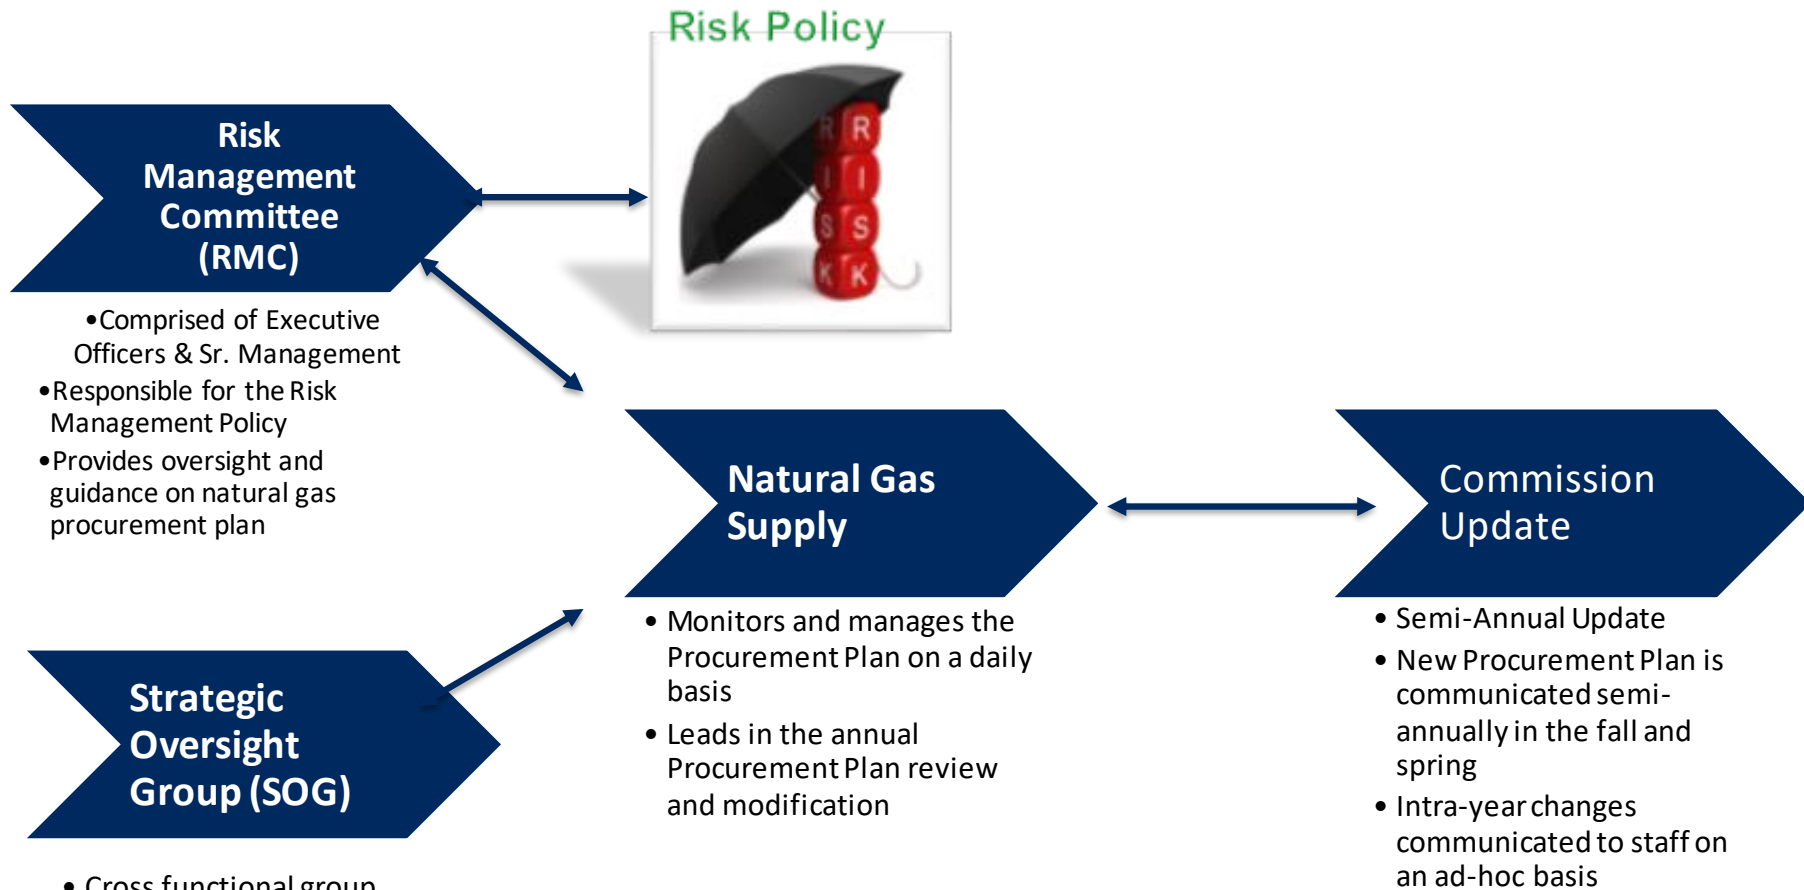 Risk Policy
R R
I I
S S
K K
Risk
Management
Committee
(RMC)
•Comprised of Executive
Officers & Sr. Management
•Responsible for the Risk
Management Policy
•Provides oversight and
guidance on natural gas
procurement plan
Strategic
Oversight
Group (SOG)
• Cross functional group
Natural Gas
Supply
• Monitors and manages the
Procurement Plan on a daily
basis
• Leads in the annual
Procurement Plan review
and modification
Commission
Update
• Semi-Annual Update
• New Procurement Plan is
communicated semi-
annually in the fall and
spring
• Intra-year changes
communicated to staff on
an ad-hoc basis